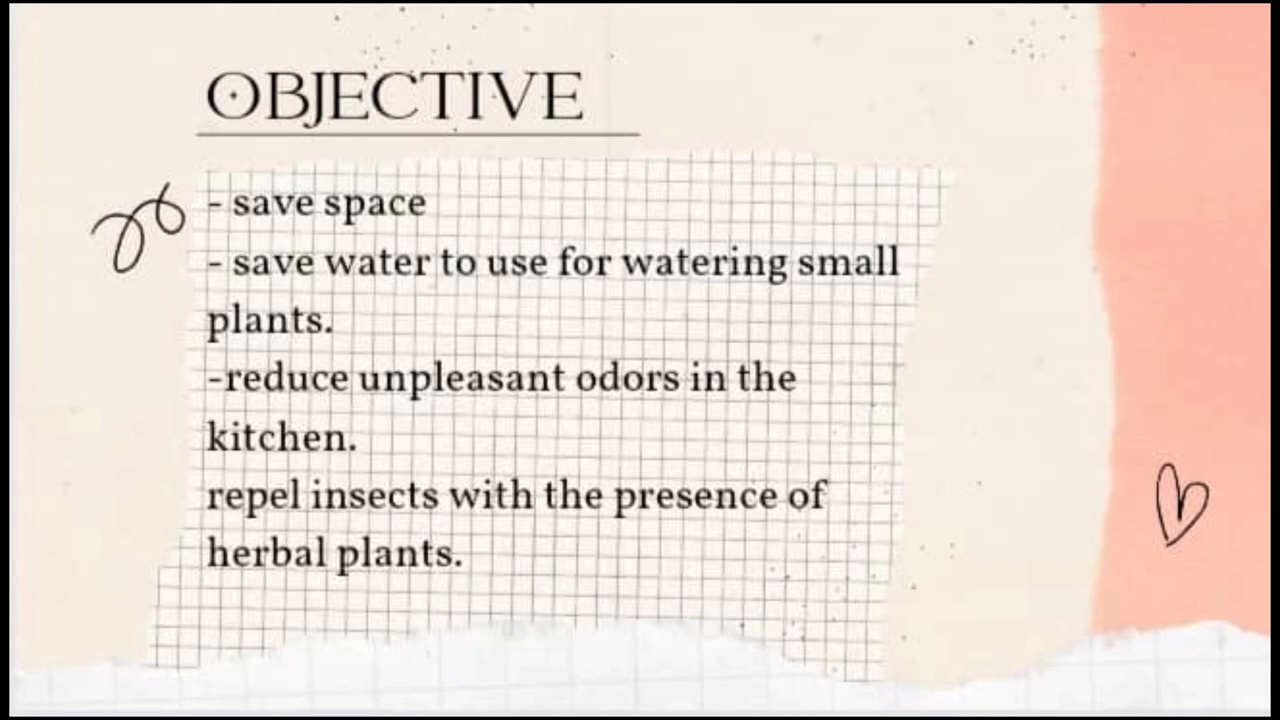 OBJECTIVE
- save space
- save water to use for watering small
plants.
-reduce unpleasant odors in the
kitchen.
repel insects with the presence of
herbal plants.